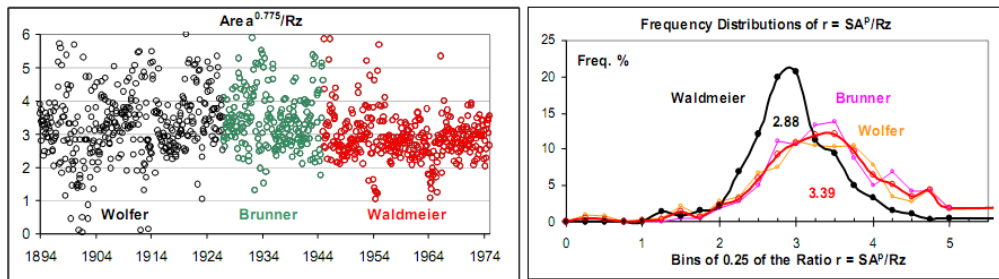 Area^0.775/Rz
6
5
4
3
2
1
0
Wolfer
Brunner
Waldmeier
1894 1904 1914 1924 1934 1944 1954 1964 1974
Frequency Distributions of r = SA^p/Rz
25
20
15
10
5
0
Freq. %
Waldmeier
2.88
Brunner
Wolfer
3.39
0 1 2 3 4 5
Bins of 0.25 of the Ratio r = SA^p/Rz